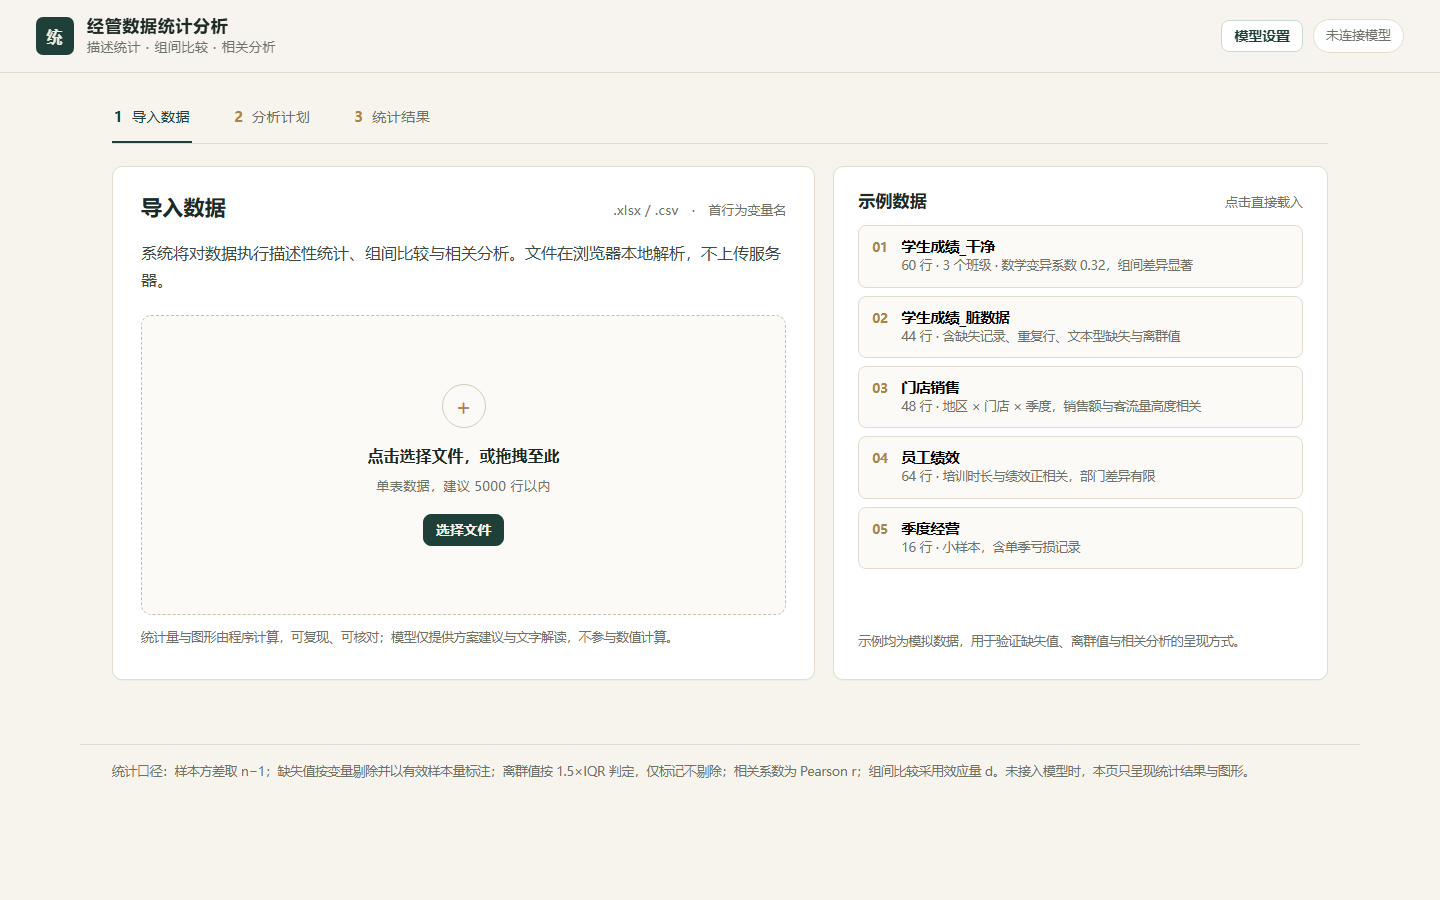 统
经管数据统计分析
描述统计 · 组间比较 · 相关分析
模型设置
未连接模型
1 导入数据
2 分析计划
3 统计结果
导入数据
.xlsx / .csv · 首行为变量名
系统将对数据执行描述性统计、组间比较与相关分析。文件在浏览器本地解析，不上传服务
器。
+
点击选择文件，或拖拽至此
单表数据，建议 5000 行以内
选择文件
统计量与图形由程序计算，可复现、可核对；模型仅提供方案建议与文字解读，不参与数值计算。
示例数据
点击直接载入
01 学生成绩_干净
60 行 · 3 个班级 · 数学变异系数 0.32，组间差异显著
02 学生成绩_脏数据
44 行 · 含缺失记录、重复行、文本型缺失与离群值
03 门店销售
48 行 · 地区 × 门店 × 季度，销售额与客流量高度相关
04 员工绩效
64 行 · 培训时长与绩效正相关，部门差异有限
05 季度经营
16 行 · 小样本，含单季亏损记录
示例均为模拟数据，用于验证缺失值、离群值与相关分析的呈现方式。
统计口径：样本方差取 n−1；缺失值按变量剔除并以有效样本量标注；离群值按 1.5×IQR 判定，仅标记不剔除；相关系数为 Pearson r；组间比较采用效应量 d。未接入模型时，本页只呈现统计结果与图形。